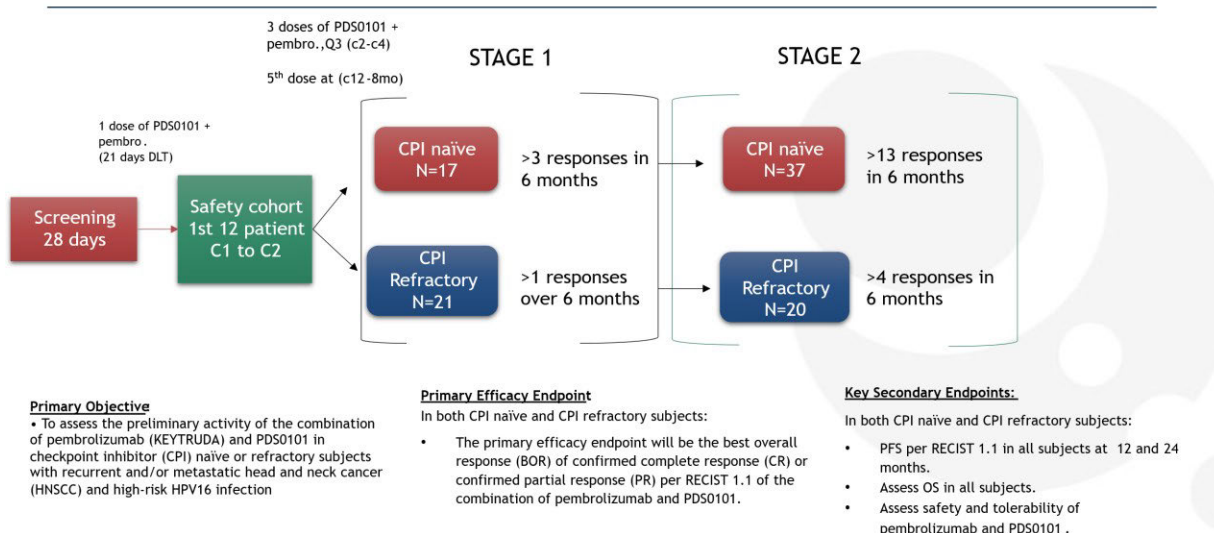 3 doses of PDS0101 +
pembro.,Q3 (c2-c4)
5th dose at (c12-8mo)
STAGE 1
STAGE 2
1 dose of PDS0101 +
pembro.
(21 days DLT)
Screening
28 days
Safety cohort
1st 12 patient
C1 to C2
CPI naïve
N=17
>3 responses in
6 months
CPI naïve
N=37
>13 responses
in 6 months
CPI
Refractory
N=21
>1 responses
over 6 months
CPI
Refractory
N=20
>4 responses in
6 months
Primary Objective
• To assess the preliminary activity of the combination
of pembrolizumab (KEYTRUDA) and PDS0101 in
checkpoint inhibitor (CPI) naïve or refractory subjects
with recurrent and/or metastatic head and neck cancer
(HNSCC) and high-risk HPV16 infection
Primary Efficacy Endpoint
In both CPI naïve and CPI refractory subjects:
• The primary efficacy endpoint will be the best overall
response (BOR) of confirmed complete response (CR) or
confirmed partial response (PR) per RECIST 1.1 of the
combination of pembrolizumab and PDS0101.
Key Secondary Endpoints:
In both CPI naïve and CPI refractory subjects:
• PFS per RECIST 1.1 in all subjects at 12 and 24
months.
• Assess OS in all subjects.
• Assess safety and tolerability of
pembrolizumab and PDS0101 .